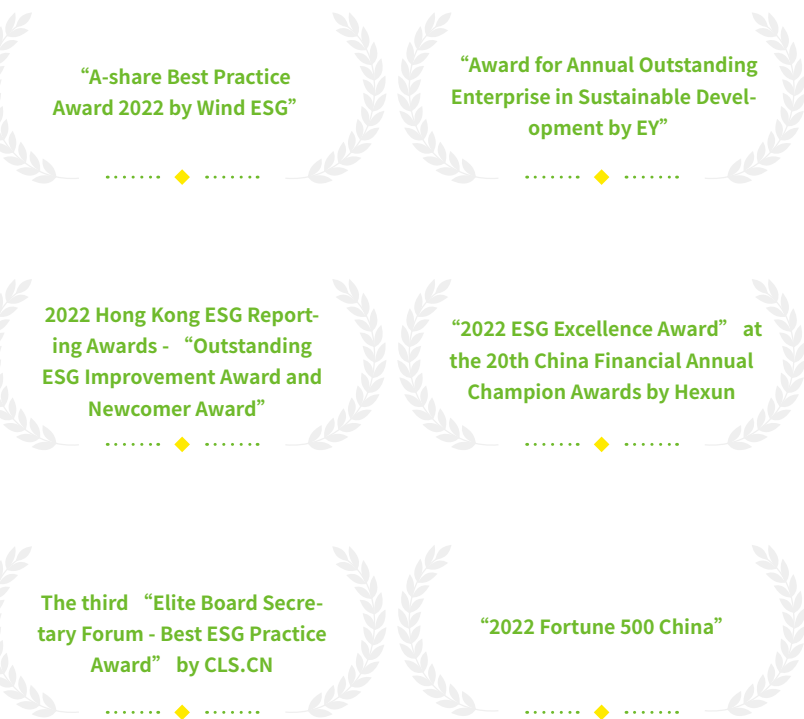 “A-share Best Practice
Award 2022 by Wind ESG”
“Award for Annual Outstanding
Enterprise in Sustainable Devel-
opment by EY”
2022 Hong Kong ESG Report-
ing Awards - “Outstanding
ESG Improvement Award and
Newcomer Award”
“2022 ESG Excellence Award” at
the 20th China Financial Annual
Champion Awards by Hexun
The third “Elite Board Secre-
tary Forum - Best ESG Practice
Award” by CLS.CN
“2022 Fortune 500 China”